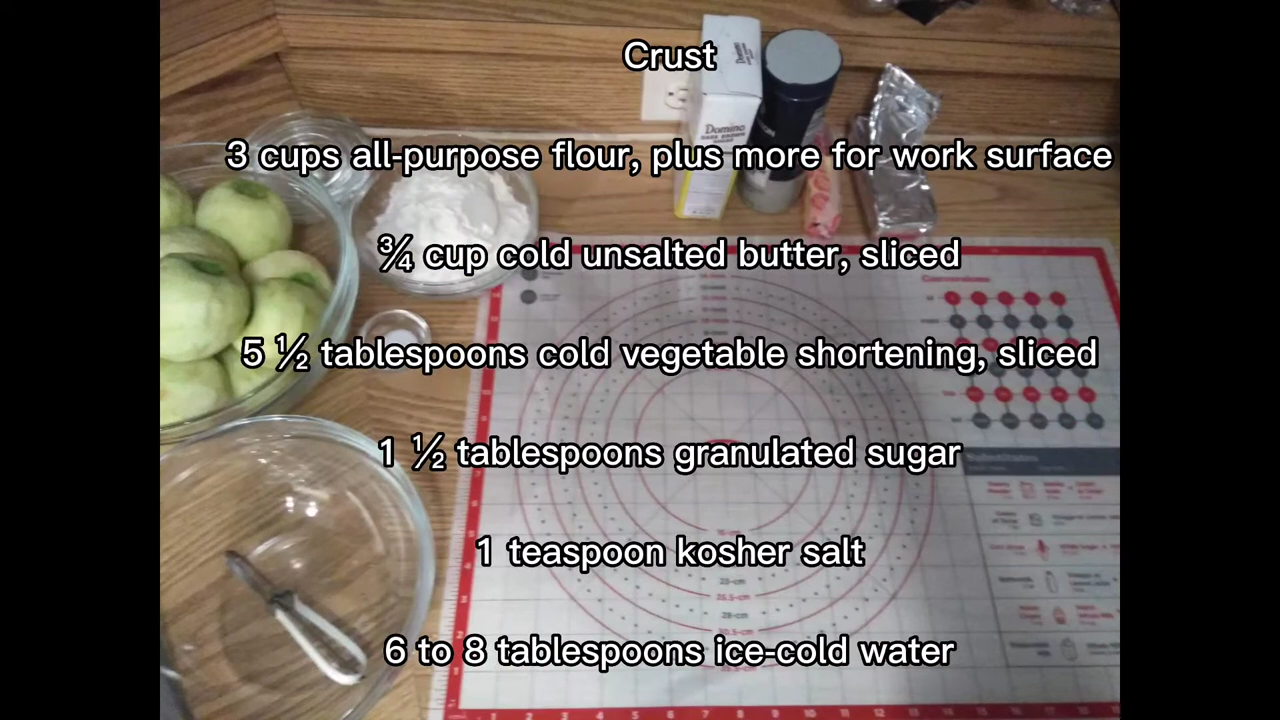 Crust
3 cups all-purpose flour, plus more for work surface
¾ cup cold unsalted butter, sliced
5 ½ tablespoons cold vegetable shortening, sliced
1 ½ tablespoons granulated sugar
1 teaspoon kosher salt
6 to 8 tablespoons ice-cold water
Domino